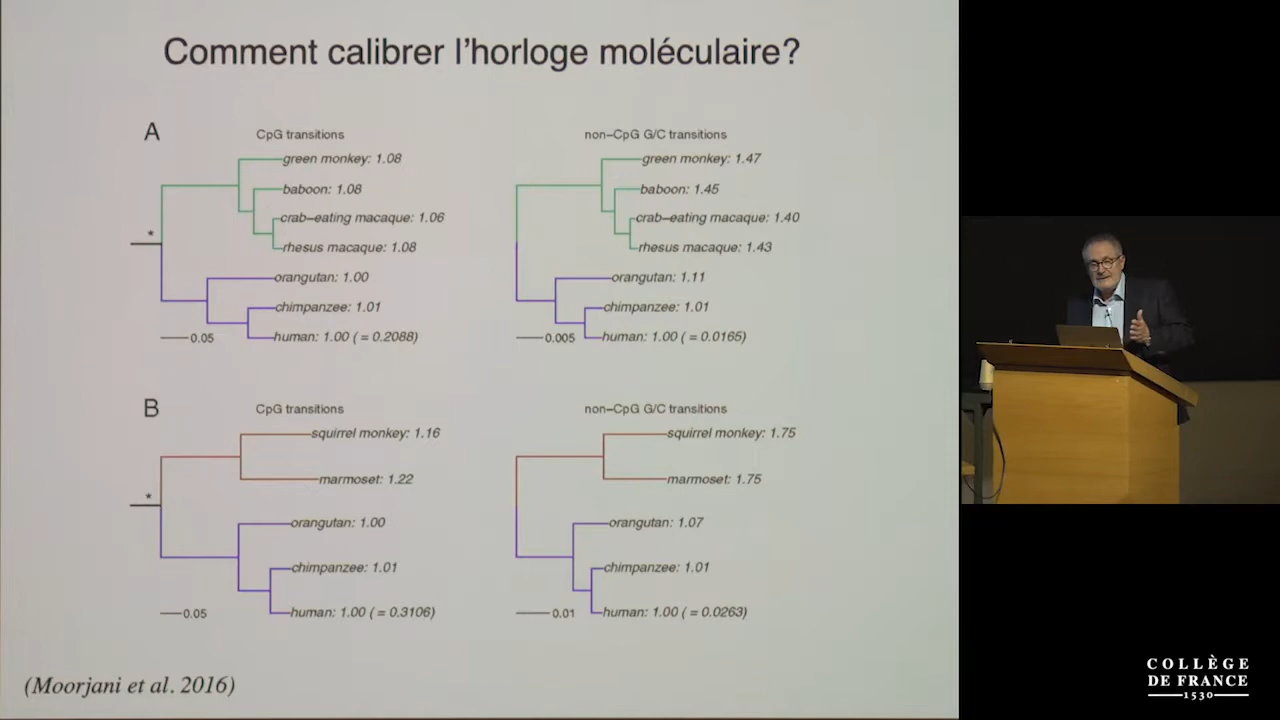 Comment calibrer l'horloge moléculaire?
A
CpG transitions
green monkey: 1.08
baboon: 1.08
crab–eating macaque: 1.06
*
rhesus macaque: 1.08
orangutan: 1.00
chimpanzee: 1.01
0.05
human: 1.00 ( = 0.2088)
non–CpG G/C transitions
green monkey: 1.47
baboon: 1.45
crab–eating macaque: 1.40
rhesus macaque: 1.43
orangutan: 1.11
chimpanzee: 1.01
0.005
human: 1.00 ( = 0.0165)
B
CpG transitions
squirrel monkey: 1.16
marmoset: 1.22
*
orangutan: 1.00
chimpanzee: 1.01
0.05
human: 1.00 ( = 0.3106)
non–CpG G/C transitions
squirrel monkey: 1.75
marmoset: 1.75
orangutan: 1.07
chimpanzee: 1.01
0.01
human: 1.00 ( = 0.0263)
(Moorjani et al. 2016)
COLLÈGE
DE FRANCE
1530